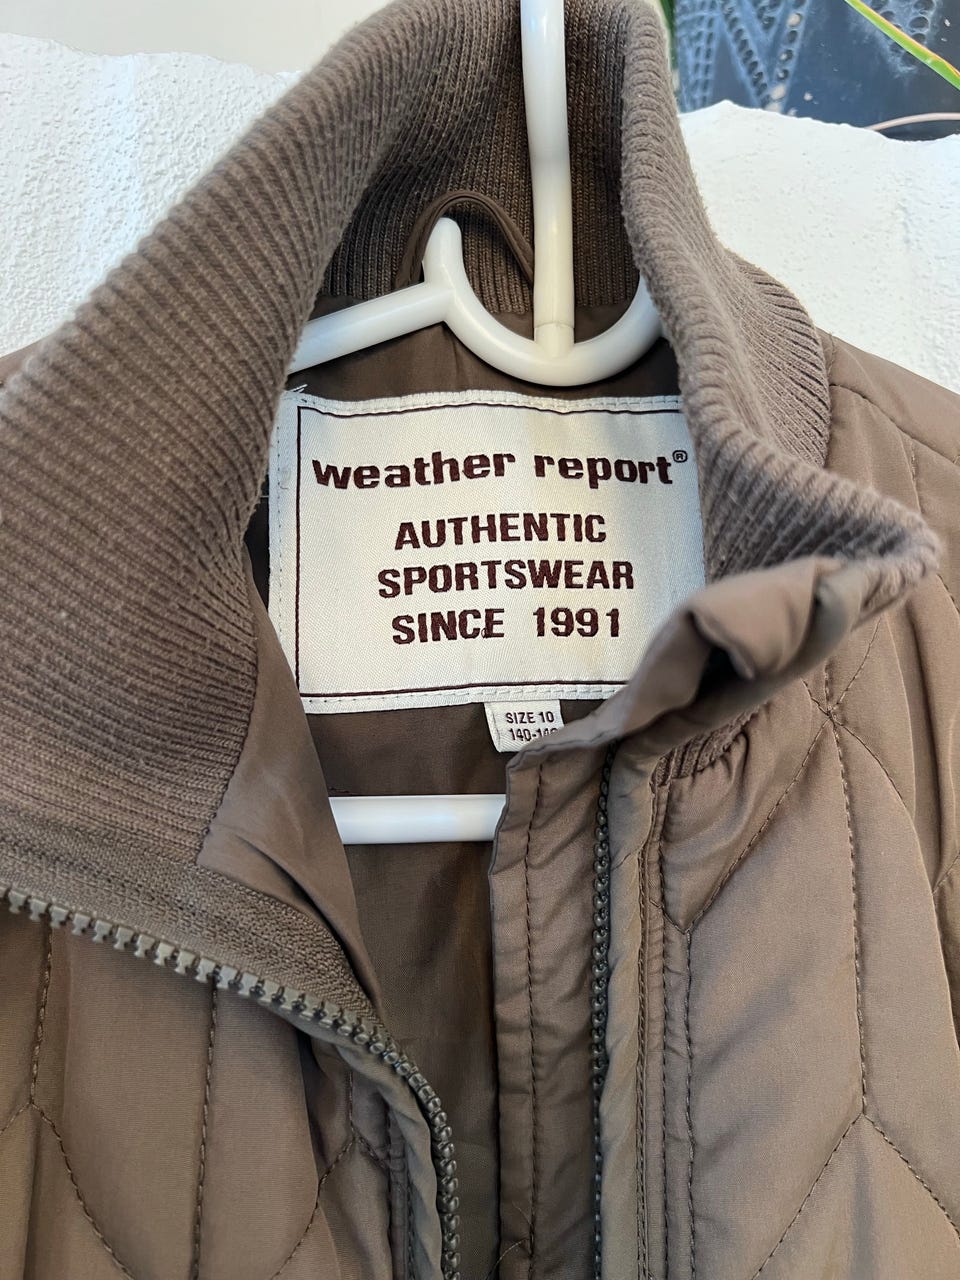 weather report®
AUTHENTIC
SPORTSWEAR
SINCE 1991
SIZE 10